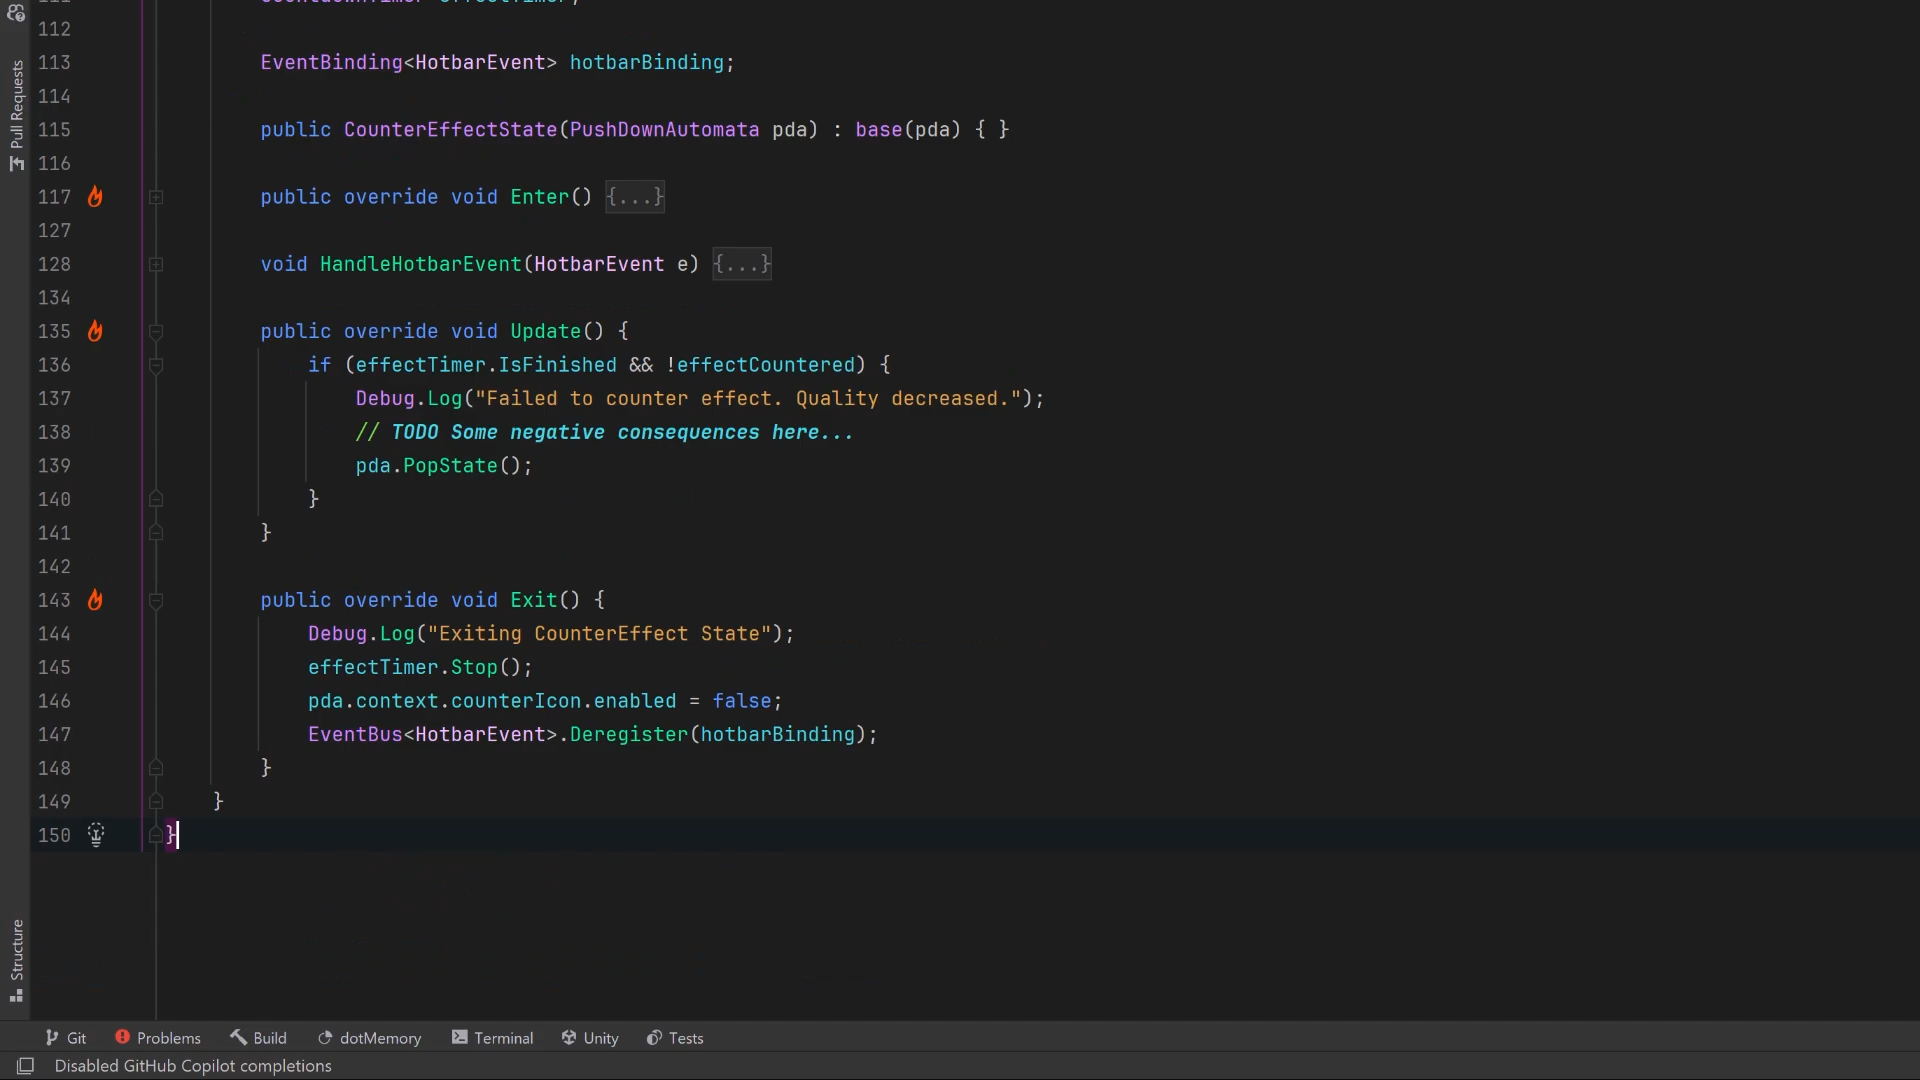 Pull Requests
Structure
111 CountdownTimer effectTimer;
112
113 EventBinding<HotbarEvent> hotbarBinding;
114
115 public CounterEffectState(PushDownAutomata pda) : base(pda) { }
116
117 public override void Enter() {...}
127
128 void HandleHotbarEvent(HotbarEvent e) {...}
134
135 public override void Update() {
136 if (effectTimer.IsFinished && !effectCountered) {
137 Debug.Log("Failed to counter effect. Quality decreased.");
138 // TODO Some negative consequences here...
139 pda.PopState();
140 }
141 }
142
143 public override void Exit() {
144 Debug.Log("Exiting CounterEffect State");
145 effectTimer.Stop();
146 pda.context.counterIcon.enabled = false;
147 EventBus<HotbarEvent>.Deregister(hotbarBinding);
148 }
149 }
150 }
Git Problems Build dotMemory Terminal Unity Tests
Disabled GitHub Copilot completions